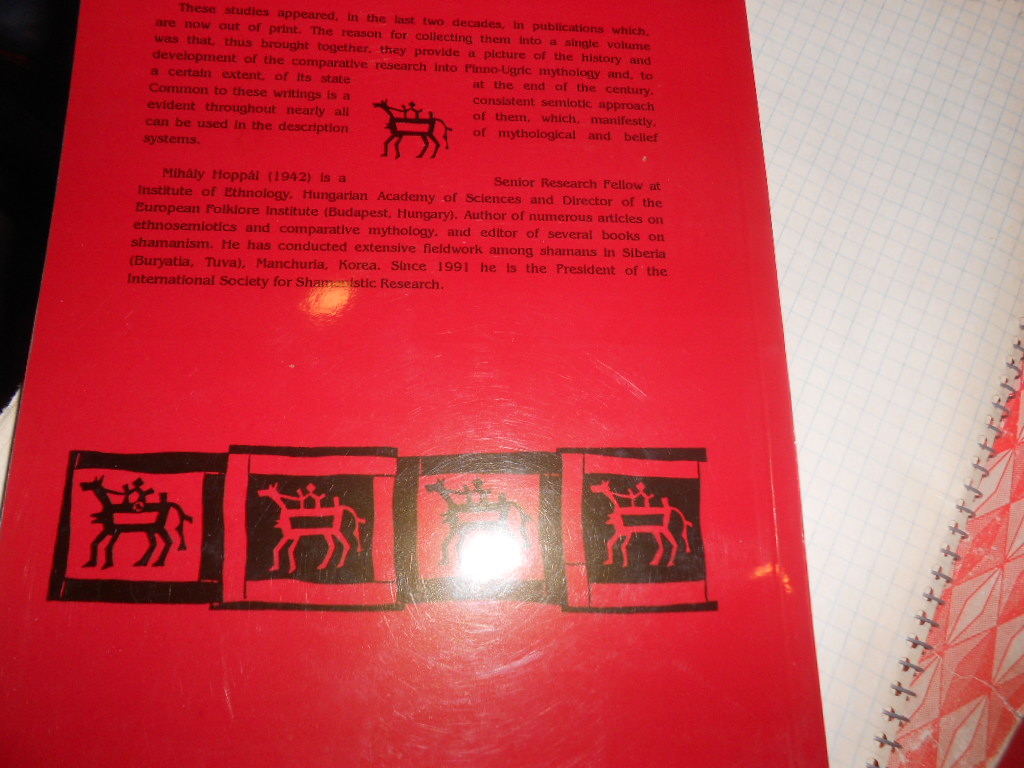 These studies appeared, in the last two decades, in publications which,
are now out of print. The reason for collecting them into a single volume
was that, thus brought together, they provide a picture of the history and
development of the comparative research into Finno-Ugric mythology and, to
a certain extent, of its state at the end of the century.
Common to these writings is a consistent semiotic approach
evident throughout nearly all of them, which, manifestly,
can be used in the description of mythological and belief
systems.
Mihály Hoppál (1942) is a Senior Research Fellow at
Institute of Ethnology, Hungarian Academy of Sciences and Director of the
European Folklore Institute (Budapest, Hungary). Author of numerous articles on
ethnosemiotics and comparative mythology, and editor of several books on
shamanism. He has conducted extensive fieldwork among shamans in Siberia
(Buryatia, Tuva), Manchuria, Korea. Since 1991 he is the President of the
International Society for Shamanistic Research.